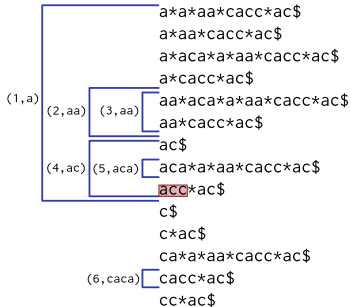 a*a*aa*cacc*ac$
a*aa*cacc*ac$
a*aca*a*aa*cacc*ac$
a*cacc*ac$
(1,a) (2,aa) (3,aa) aa*aca*a*aa*cacc*ac$
aa*cacc*ac$
ac$
(4,ac) (5,aca) aca*a*aa*cacc*ac$
acc*ac$
c$
c*ac$
ca*a*aa*cacc*ac$
(6,caca) cacc*ac$
cc*ac$